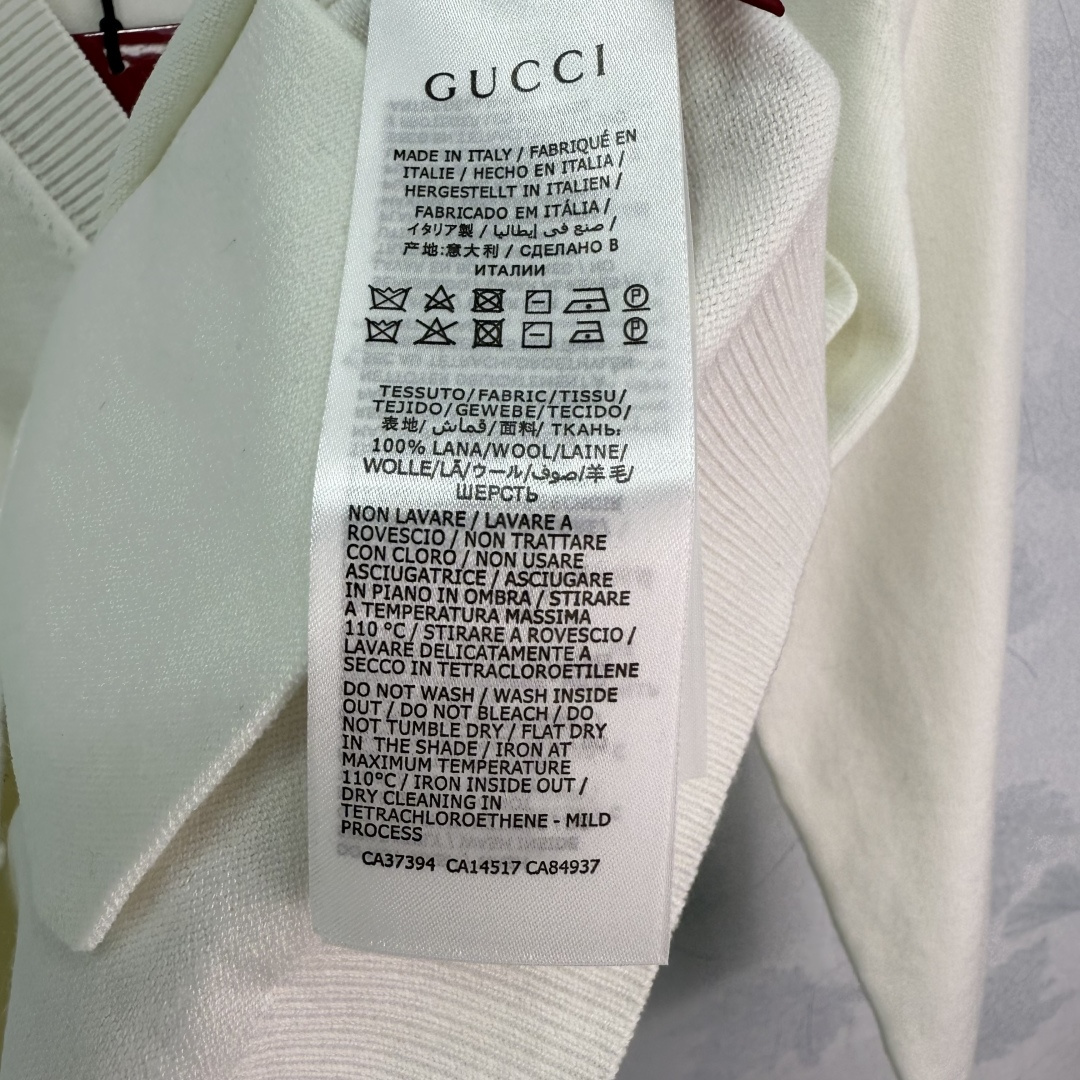 GUCCI
MADE IN ITALY / FABRIQUÉ EN
ITALIE / HECHO EN ITALIA /
HERGESTELLT IN ITALIEN /
FABRICADO EM ITÁLIA /
イタリア製 / صنع في إيطاليا /
产地:意大利 / СДЕЛАНО В
ИТАЛИИ
TESSUTO/FABRIC/TISSU/
TEJIDO/GEWEBE/TECIDO/
表地/ قماش/面料/ ТКАНЬ:
100% LANA/WOOL/LAINE/
WOLLE/LÃ/ウール/صوف/羊毛/
ШЕРСТЬ
NON LAVARE / LAVARE A
ROVESCIO / NON TRATTARE
CON CLORO / NON USARE
ASCIUGATRICE / ASCIUGARE
IN PIANO IN OMBRA / STIRARE
A TEMPERATURA MASSIMA
110 °C / STIRARE A ROVESCIO /
LAVARE DELICATAMENTE A
SECCO IN TETRACLOROETILENE
DO NOT WASH / WASH INSIDE
OUT / DO NOT BLEACH / DO
NOT TUMBLE DRY / FLAT DRY
IN THE SHADE / IRON AT
MAXIMUM TEMPERATURE
110°C / IRON INSIDE OUT /
DRY CLEANING IN
TETRACHLOROETHENE - MILD
PROCESS
CA37394 CA14517 CA84937